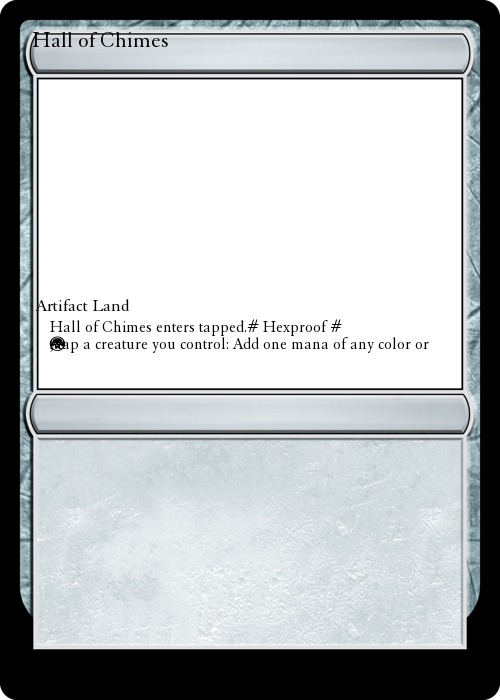 Hall of Chimes
Artifact Land
Hall of Chimes enters tapped.# Hexproof #
a creature you control: Add one mana of any color or